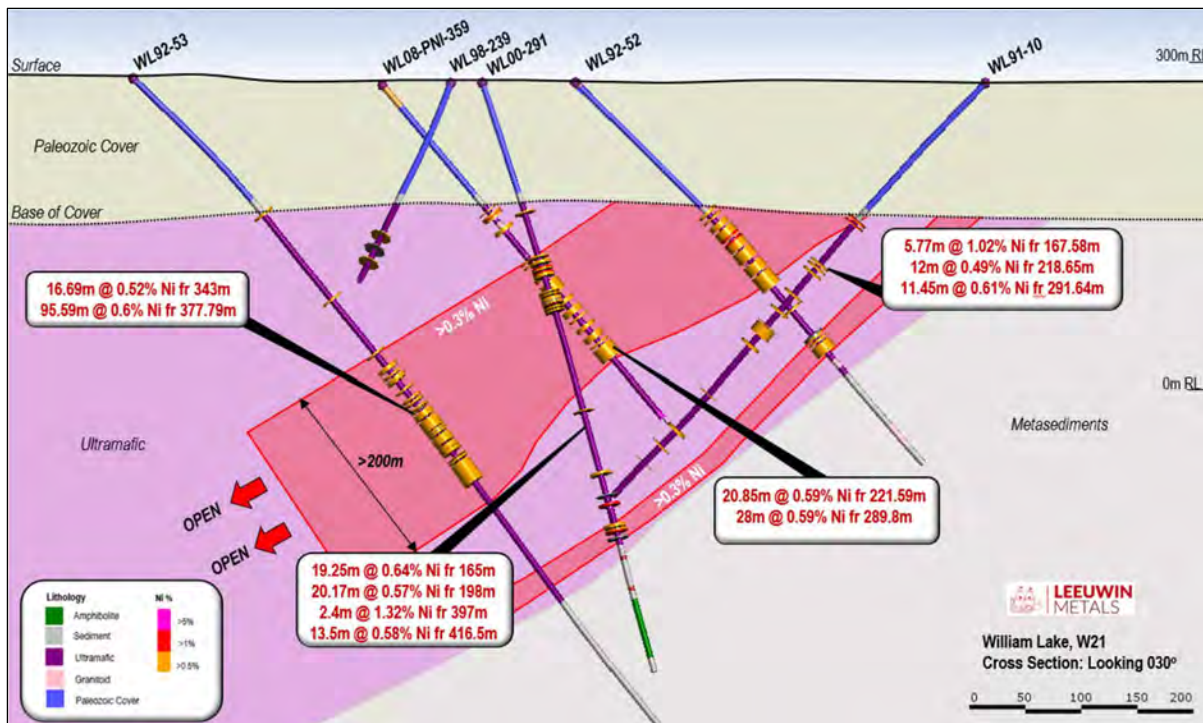 WL92-53
WL08-PNI-359
WL98-239
WL00-291
WL92-52
WL91-10
Surface
300m RL
Paleozoic Cover
Base of Cover
5.77m @ 1.02% Ni fr 167.58m
12m @ 0.49% Ni fr 218.65m
11.45m @ 0.61% Ni fr 291.64m
16.69m @ 0.52% Ni fr 343m
95.59m @ 0.6% Ni fr 377.79m
>0.3% Ni
0m RL
Ultramafic
Metasediments
>200m
>0.3% Ni
20.85m @ 0.59% Ni fr 221.59m
28m @ 0.59% Ni fr 289.8m
OPEN
OPEN
19.25m @ 0.64% Ni fr 165m
20.17m @ 0.57% Ni fr 198m
2.4m @ 1.32% Ni fr 397m
13.5m @ 0.58% Ni fr 416.5m
Lithology
Amphibolite
Sediment
Ultramafic
Granitoid
Paleozoic Cover
Ni %
>5%
>1%
>0.5%
LEEUWIN
METALS
William Lake, W21
Cross Section: Looking 030º
0 50 100 150 200